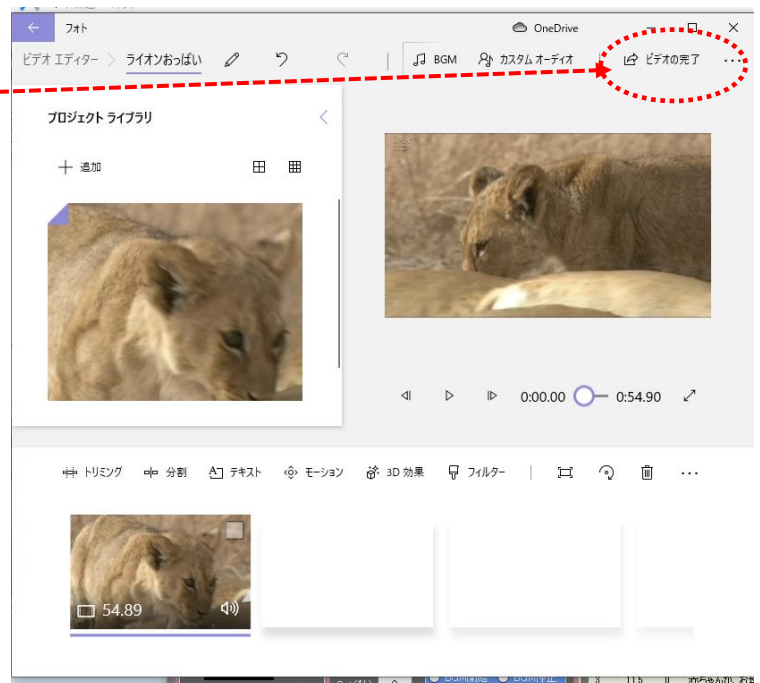 フォト
OneDrive
ビデオ エディター > ライオンおっぱい
BGM
カスタム オーディオ
ビデオの完了
プロジェクト ライブラリ
追加
0:00.00
0:54.90
トリミング
分割
テキスト
モーション
3D 効果
フィルター
54.89